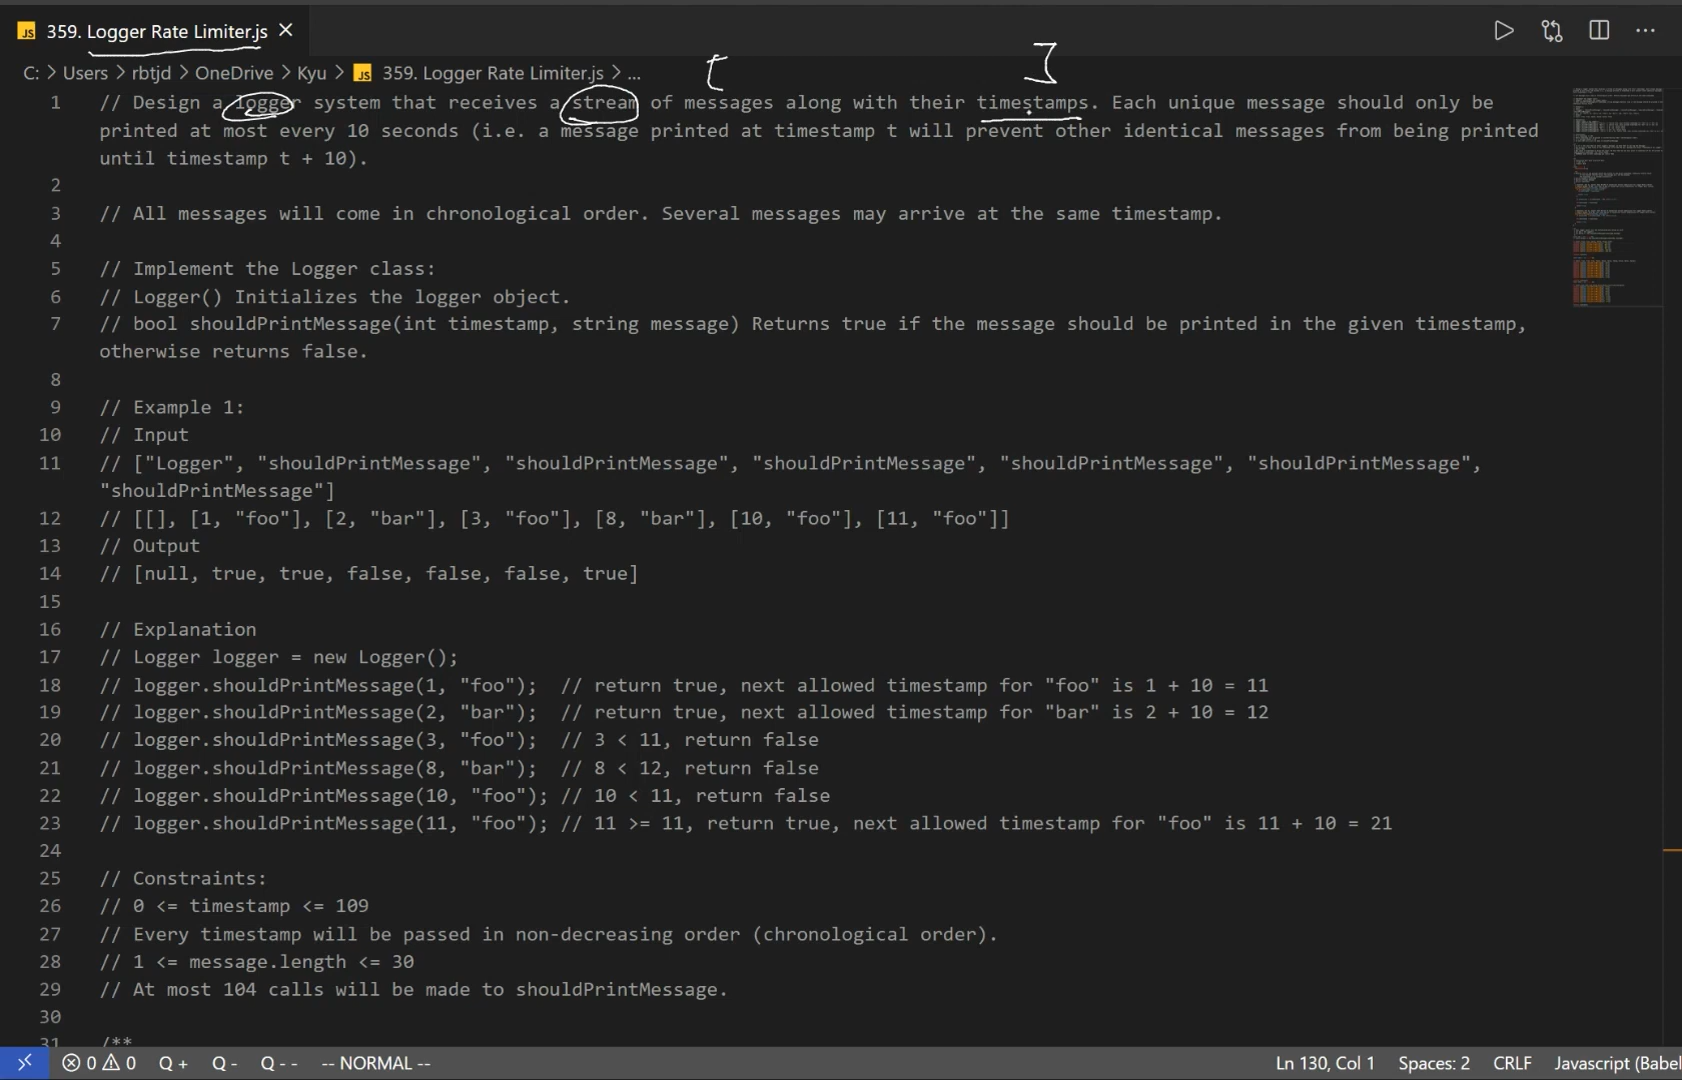 JS 359. Logger Rate Limiter.js ×
C: > Users > rbtjd > OneDrive > Kyu > JS 359. Logger Rate Limiter.js > ...
[ ]
1 // Design a logger system that receives a stream of messages along with their timestamps. Each unique message should only be
printed at most every 10 seconds (i.e. a message printed at timestamp t will prevent other identical messages from being printed
until timestamp t + 10).
2
3 // All messages will come in chronological order. Several messages may arrive at the same timestamp.
4
5 // Implement the Logger class:
6 // Logger() Initializes the logger object.
7 // bool shouldPrintMessage(int timestamp, string message) Returns true if the message should be printed in the given timestamp,
otherwise returns false.
8
9 // Example 1:
10 // Input
11 // ["Logger", "shouldPrintMessage", "shouldPrintMessage", "shouldPrintMessage", "shouldPrintMessage", "shouldPrintMessage",
"shouldPrintMessage"]
12 // [[], [1, "foo"], [2, "bar"], [3, "foo"], [8, "bar"], [10, "foo"], [11, "foo"]]
13 // Output
14 // [null, true, true, false, false, false, true]
15
16 // Explanation
17 // Logger logger = new Logger();
18 // logger.shouldPrintMessage(1, "foo");  // return true, next allowed timestamp for "foo" is 1 + 10 = 11
19 // logger.shouldPrintMessage(2, "bar");  // return true, next allowed timestamp for "bar" is 2 + 10 = 12
20 // logger.shouldPrintMessage(3, "foo");  // 3 < 11, return false
21 // logger.shouldPrintMessage(8, "bar");  // 8 < 12, return false
22 // logger.shouldPrintMessage(10, "foo"); // 10 < 11, return false
23 // logger.shouldPrintMessage(11, "foo"); // 11 >= 11, return true, next allowed timestamp for "foo" is 11 + 10 = 21
24
25 // Constraints:
26 // 0 <= timestamp <= 109
27 // Every timestamp will be passed in non-decreasing order (chronological order).
28 // 1 <= message.length <= 30
29 // At most 104 calls will be made to shouldPrintMessage.
30
31 /**
0 0 Q + Q - Q - - -- NORMAL -- Ln 130, Col 1 Spaces: 2 CRLF Javascript (Babel